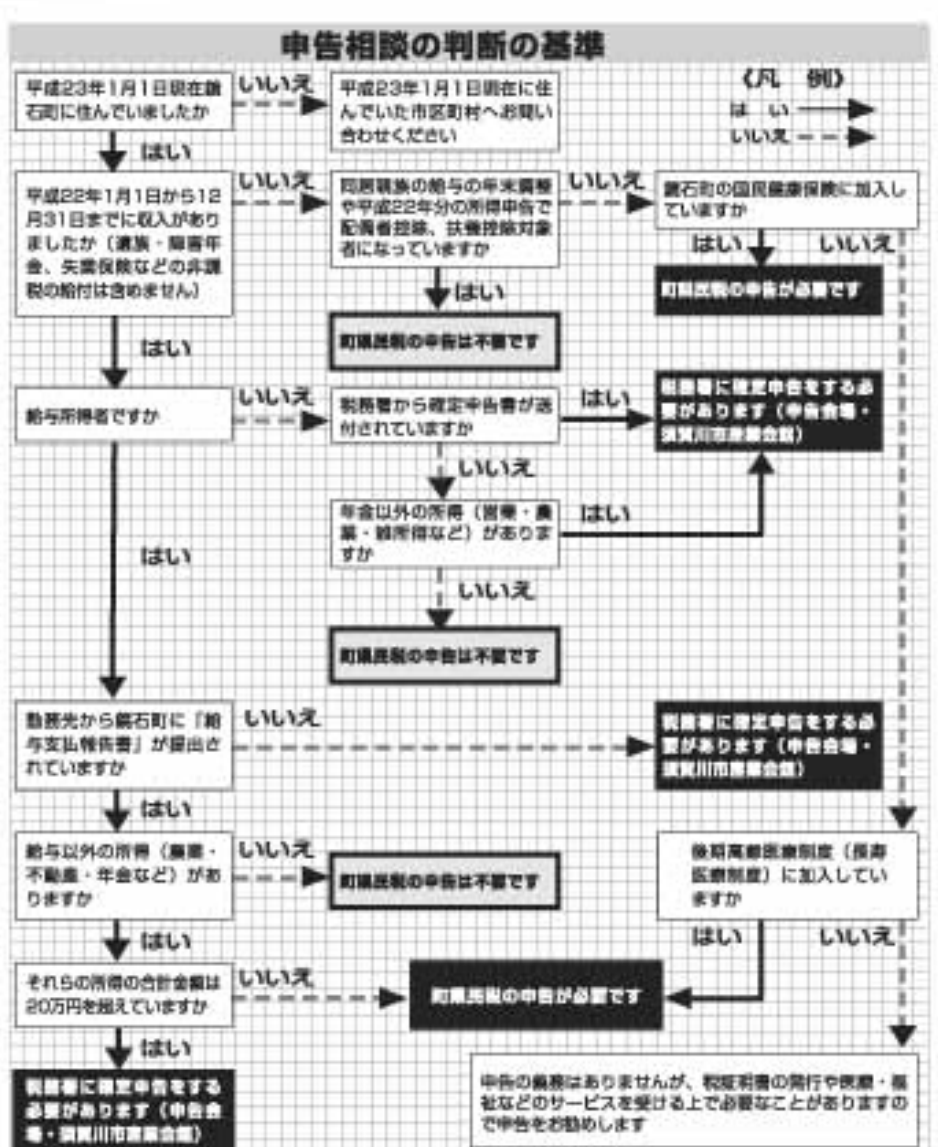 申告相談の判断の基準
平成23年1月1日現在鏡
石町に住んでいましたか
いいえ
平成23年1月1日現在に住
んでいた市区町村へお問い
合わせください
《凡 例》
は い
いいえ
はい
平成22年1月1日から12
月31日までに収入があり
ましたか（遺族・障害年
金、失業保険などの非課
税の給付は含めません）
いいえ
同居親族の給与の年末調整
や平成22年分の所得申告で
配偶者控除、扶養控除対象
者になっていますか
いいえ
鏡石町の国民健康保険に加入し
ていますか
はい
いいえ
町県民税の申告が必要です
はい
町県民税の申告は不要です
はい
給与所得者ですか
いいえ
税務署から確定申告書が送
付されていますか
はい
税務署に確定申告をする必
要があります（申告会場・
須賀川市産業会館）
いいえ
年金以外の所得（営業・農
業・雑所得など）がありま
すか
はい
いいえ
町県民税の申告は不要です
はい
勤務先から鏡石町に「給
与支払報告書」が提出さ
れていますか
いいえ
税務署に確定申告をする必
要があります（申告会場・
須賀川市産業会館）
はい
給与以外の所得（農業・
不動産・年金など）があ
りますか
いいえ
町県民税の申告は不要です
後期高齢医療制度（長寿
医療制度）に加入してい
ますか
はい
いいえ
はい
それらの所得の合計金額は
20万円を超えていますか
いいえ
町県民税の申告が必要です
はい
税務署に確定申告をする
必要があります（申告会
場・須賀川市産業会館）
申告の義務はありませんが、税証明書の発行や医療・福
祉などのサービスを受ける上で必要なことがありますの
で申告をお勧めします